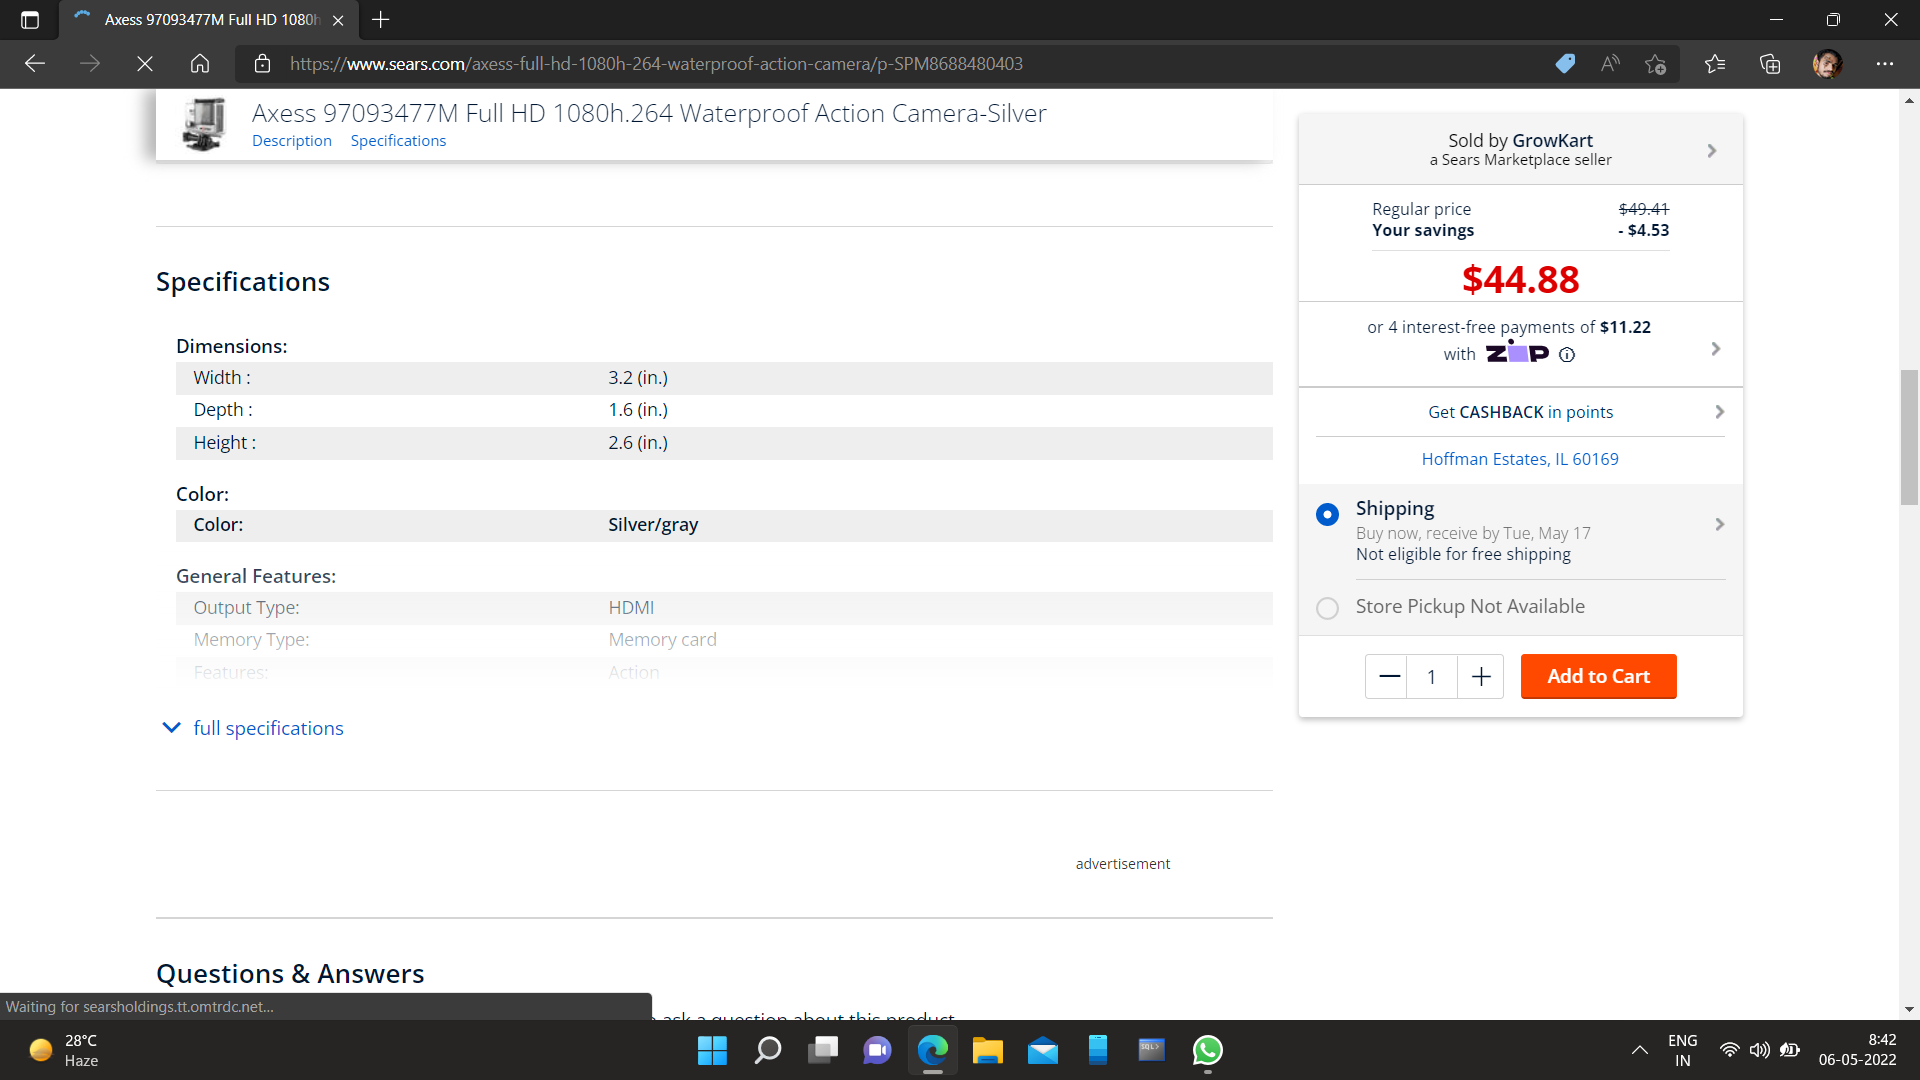 Axess 97093477M Full HD 1080h
https://www.sears.com/axess-full-hd-1080h-264-waterproof-action-camera/p-SPM8688480403
Axess 97093477M Full HD 1080h.264 Waterproof Action Camera-Silver
Description Specifications
Specifications
Dimensions:
Width : 3.2 (in.)
Depth : 1.6 (in.)
Height : 2.6 (in.)
Color:
Color: Silver/gray
General Features:
Output Type: HDMI
Memory Type: Memory card
Features: Action
full specifications
advertisement
Questions & Answers
ask a question about this product
Sold by GrowKart
a Sears Marketplace seller
Regular price $49.41
Your savings - $4.53
$44.88
or 4 interest-free payments of $11.22
with ZIP
Get CASHBACK in points
Hoffman Estates, IL 60169
Shipping
Buy now, receive by Tue, May 17
Not eligible for free shipping
Store Pickup Not Available
1 Add to Cart
Waiting for searsholdings.tt.omtrdc.net...
28°C
Haze
SQL>
ENG
IN
8:42
06-05-2022